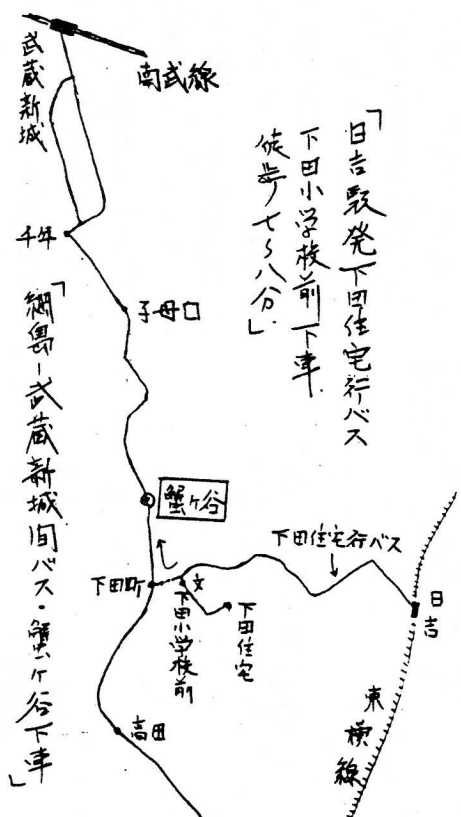 「日吉駅発下田住宅行バス
下田小学校前下車
徒歩七〜八分」
南武線
武蔵新城
千年
子母口
「綱島ー武蔵新城間バス・蟹ヶ谷下車」
蟹ヶ谷
下田住宅行バス
下田町
文
下田小学校前
下田住宅
日吉
高田
東横線